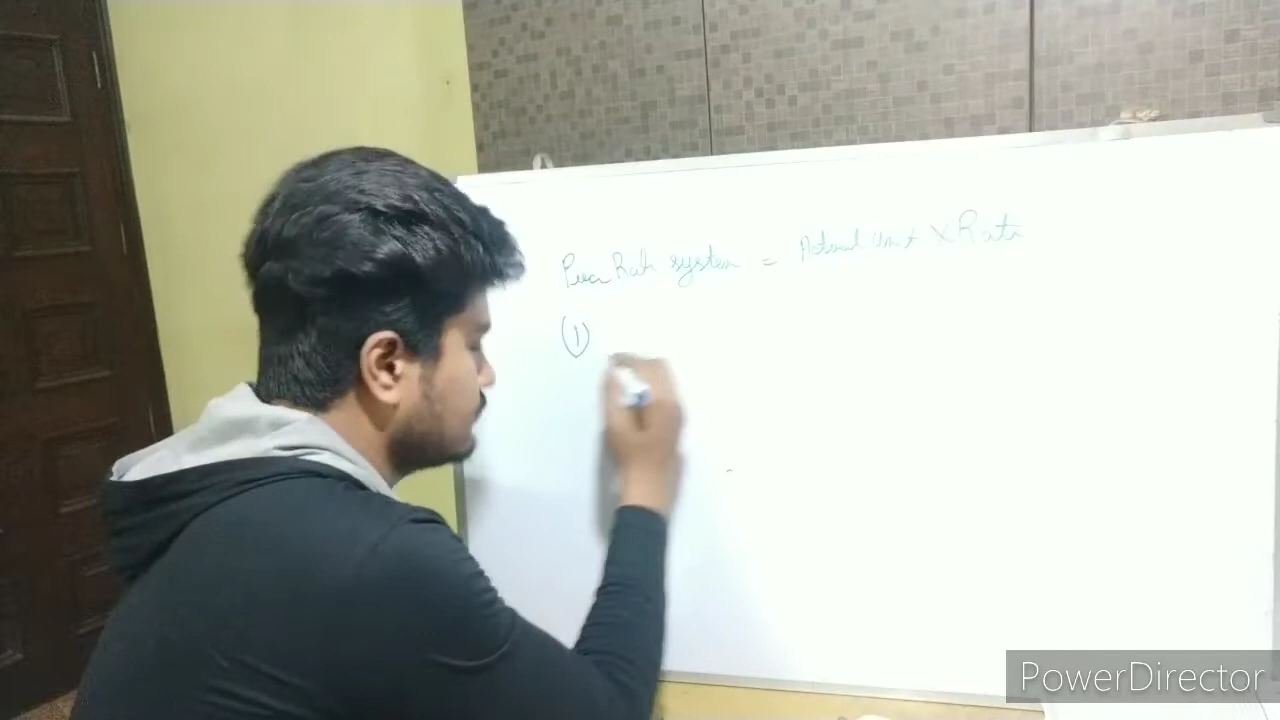 Piece Rate system = Actual Unit X Rate
(1)
PowerDirector